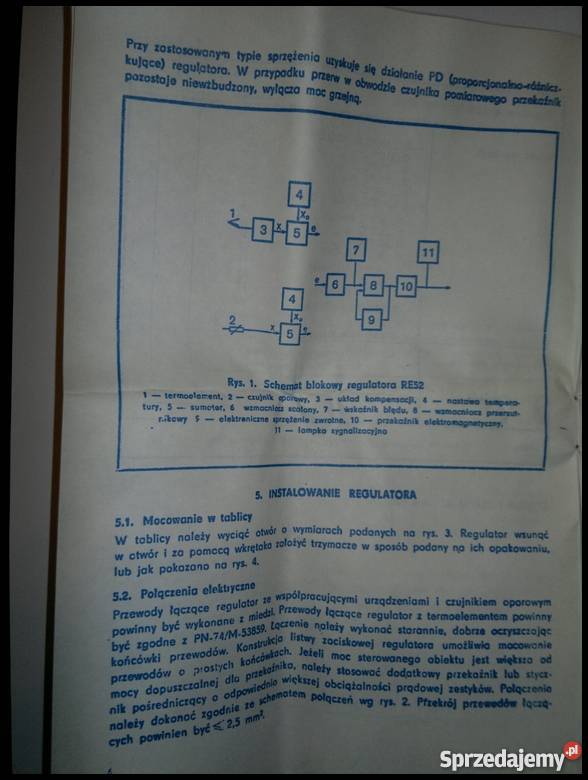 Przy zastosowanym typie sprzężenia uzyskuje się działanie PD (proporcjonalno-różnicz-
kujące) regulatora. W przypadku przerw w obwodzie czujnika pomiarowego przekaźnik
pozostaje niewzbudzony, wyłącza moc grzejną.
4
1
Xo
3
x
5
e
7
11
e
6
8
10
4
9
2
Xo
x
5
e
Rys. 1. Schemat blokowy regulatora RE52
1 — termoelement, 2 — czujnik oporowy, 3 — układ kompensacji, 4 — nastawa tempera-
tury, 5 — sumator, 6 wzmacniacz scalony, 7 — wskaźnik błędu, 8 — wzmacniacz przerzut-
nikowy 9 — elektroniczne sprzężenie zwrotne, 10 — przekaźnik elektromagnetyczny,
11 — lampka sygnalizacyjna
5. INSTALOWANIE REGULATORA
5.1. Mocowanie w tablicy
W tablicy należy wyciąć otwór o wymiarach podanych na rys. 3. Regulator wsunąć
w otwór i za pomocą wkrętaka założyć trzymacze w sposób podany na ich opakowaniu,
lub jak pokazano na rys. 4.
5.2. Połączenia elektryczne
Przewody łączące regulator ze współpracującymi urządzeniami i czujnikiem oporowym
powinny być wykonane z miedzi. Przewody łączące regulator z termoelementem powinny
być zgodne z PN-74/M-53859. Łączenie należy wykonać starannie, dobrze oczyszczając
końcówki przewodów. Konstrukcja listwy zaciskowej regulatora umożliwia mocowanie
przewodów o prostych końcówkach. Jeżeli moc sterowanego obiektu jest większa od
mocy dopuszczalnej dla przekaźnika, należy stosować dodatkowy przekaźnik lub stycz-
nik pośredniczący o odpowiednio większej obciążalności prądowej zestyków. Połączenia
należy dokonać zgodnie ze schematem połączeń wg rys. 2. Przekrój przewodów łączą-
cych powinien być ⩽ 2,5 mm².
Sprzedajemy.pl